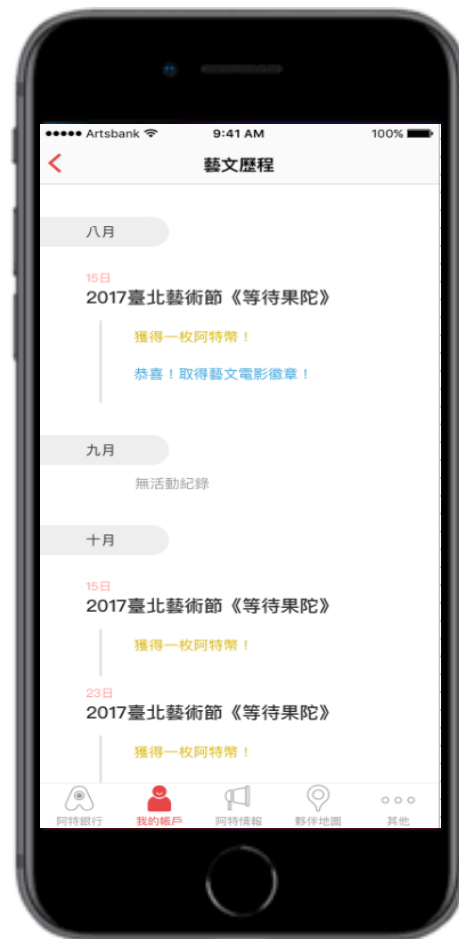 Artsbank 9:41 AM 100%
藝文歷程
八月
15日
2017臺北藝術節《等待果陀》
獲得一枚阿特幣！
恭喜！取得藝文電影徽章！
九月
無活動紀錄
十月
15日
2017臺北藝術節《等待果陀》
獲得一枚阿特幣！
23日
2017臺北藝術節《等待果陀》
獲得一枚阿特幣！
阿特銀行 我的帳戶 阿特情報 夥伴地圖 其他